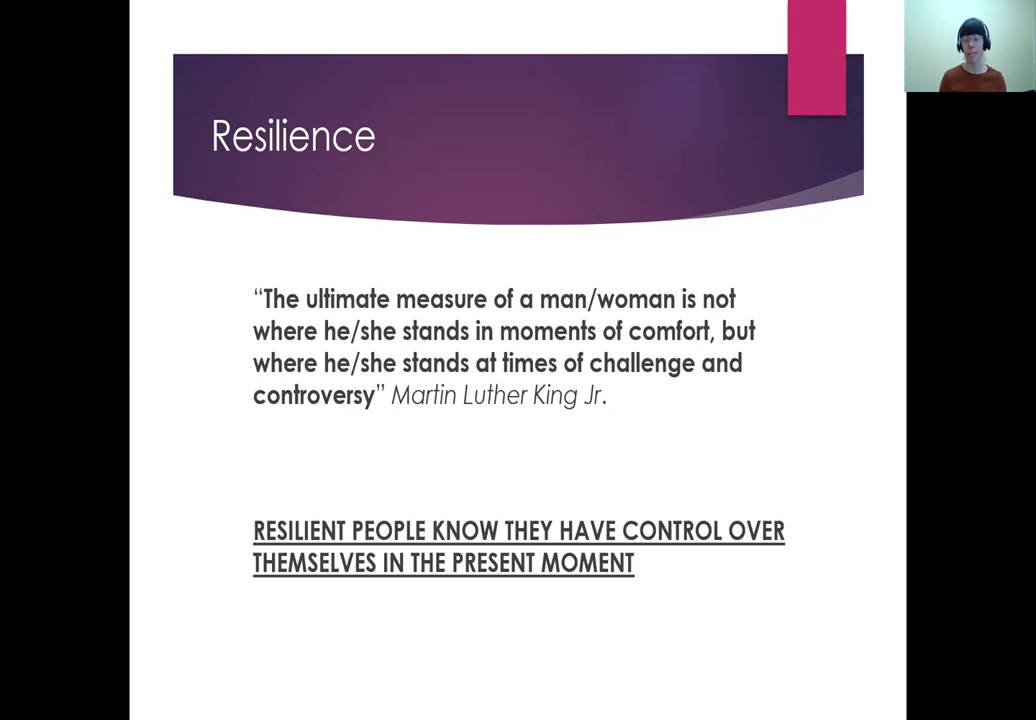 Resilience
“The ultimate measure of a man/woman is not
where he/she stands in moments of comfort, but
where he/she stands at times of challenge and
controversy” Martin Luther King Jr.
RESILIENT PEOPLE KNOW THEY HAVE CONTROL OVER
THEMSELVES IN THE PRESENT MOMENT